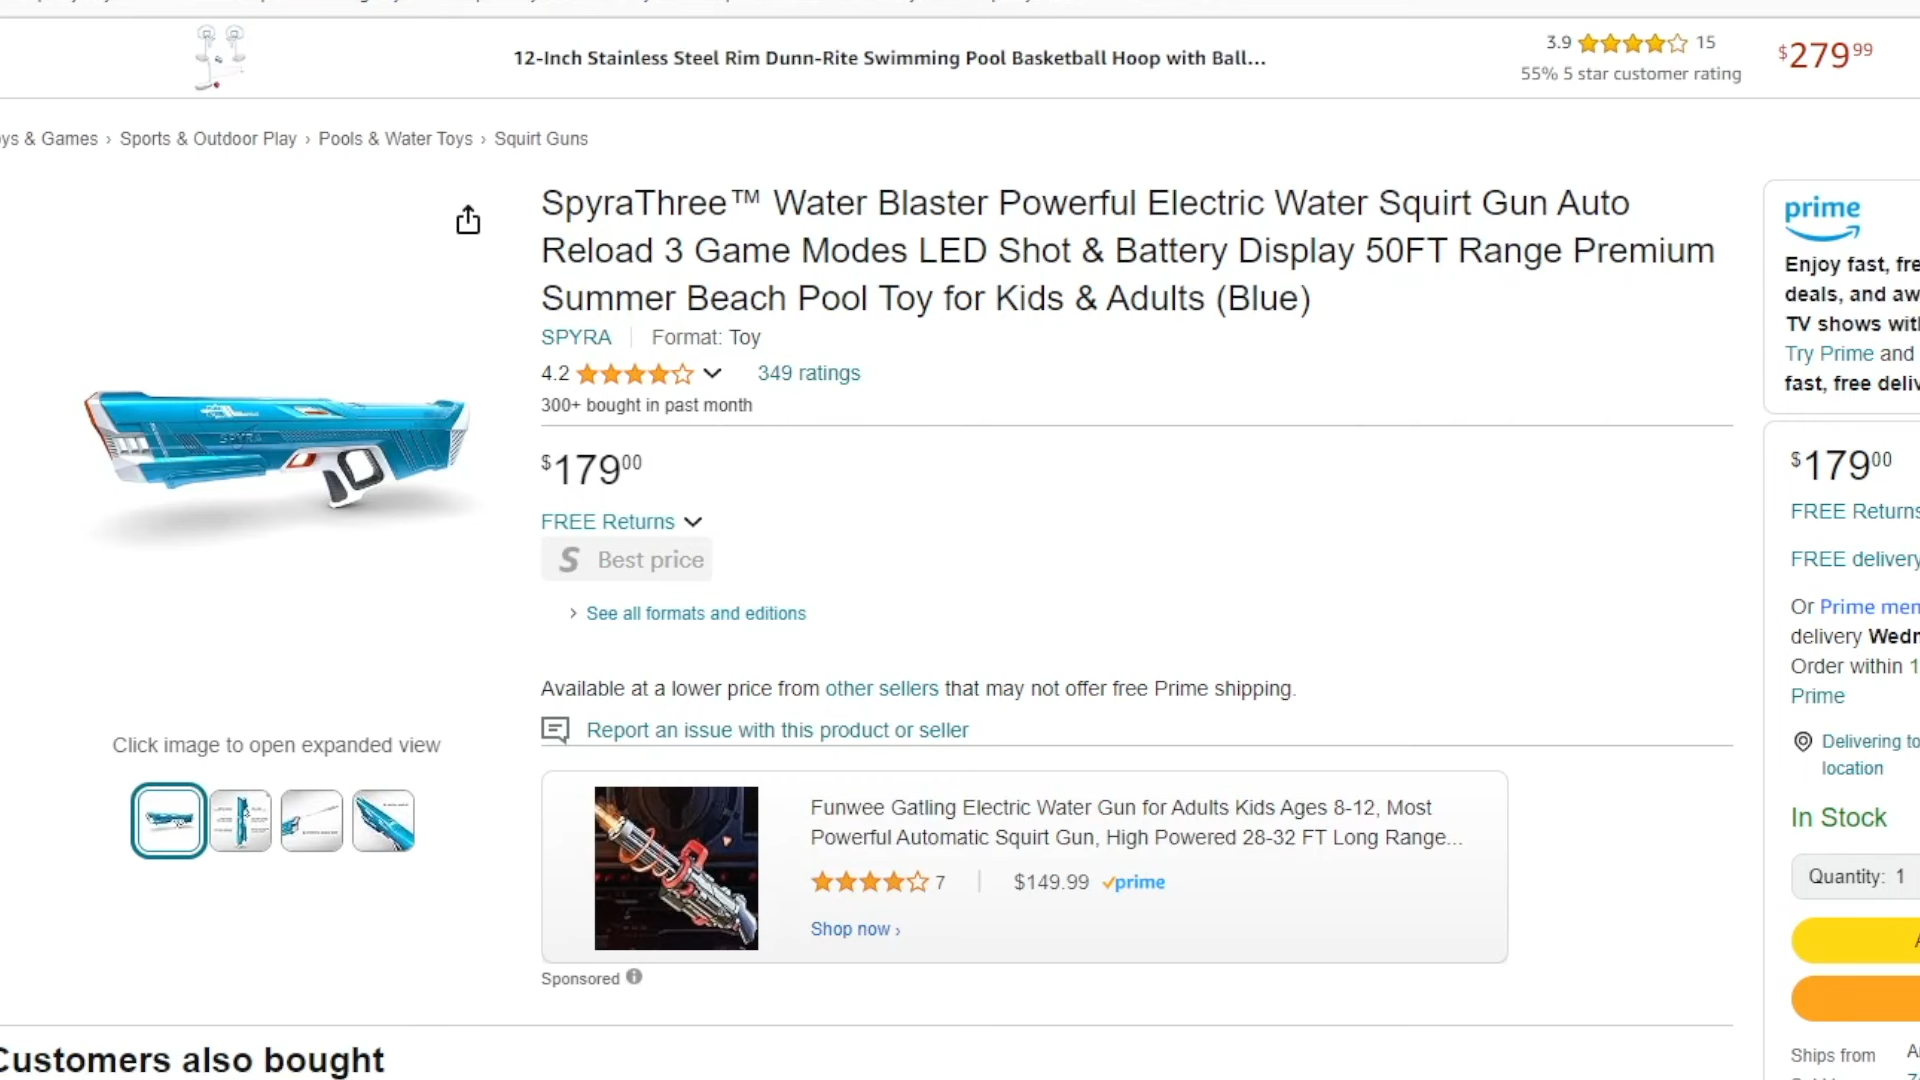 12-Inch Stainless Steel Rim Dunn-Rite Swimming Pool Basketball Hoop with Ball...
3.9 15
55% 5 star customer rating
$279 99
ys & Games › Sports & Outdoor Play › Pools & Water Toys › Squirt Guns
SpyraThree™ Water Blaster Powerful Electric Water Squirt Gun Auto
Reload 3 Game Modes LED Shot & Battery Display 50FT Range Premium
Summer Beach Pool Toy for Kids & Adults (Blue)
SPYRA | Format: Toy
4.2 349 ratings
300+ bought in past month
$179 00
FREE Returns
S Best price
› See all formats and editions
Available at a lower price from other sellers that may not offer free Prime shipping.
Report an issue with this product or seller
SPYRA
Click image to open expanded view
Funwee Gatling Electric Water Gun for Adults Kids Ages 8-12, Most
Powerful Automatic Squirt Gun, High Powered 28-32 FT Long Range...
7 | $149.99 prime
Shop now ›
Sponsored
Customers also bought
prime
Enjoy fast, fre
deals, and aw
TV shows with
Try Prime and
fast, free deliv
$179 00
FREE Returns
FREE delivery
Or Prime mem
delivery Wedn
Order within 1
Prime
Delivering to
location
In Stock
Quantity: 1
Ships from